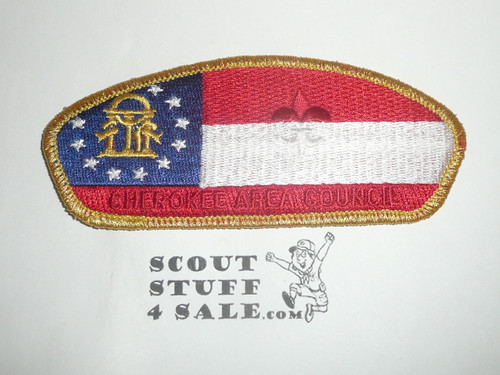 CHEROKEE AREA COUNCIL
SCOUT
STUFF
4 SALE.com